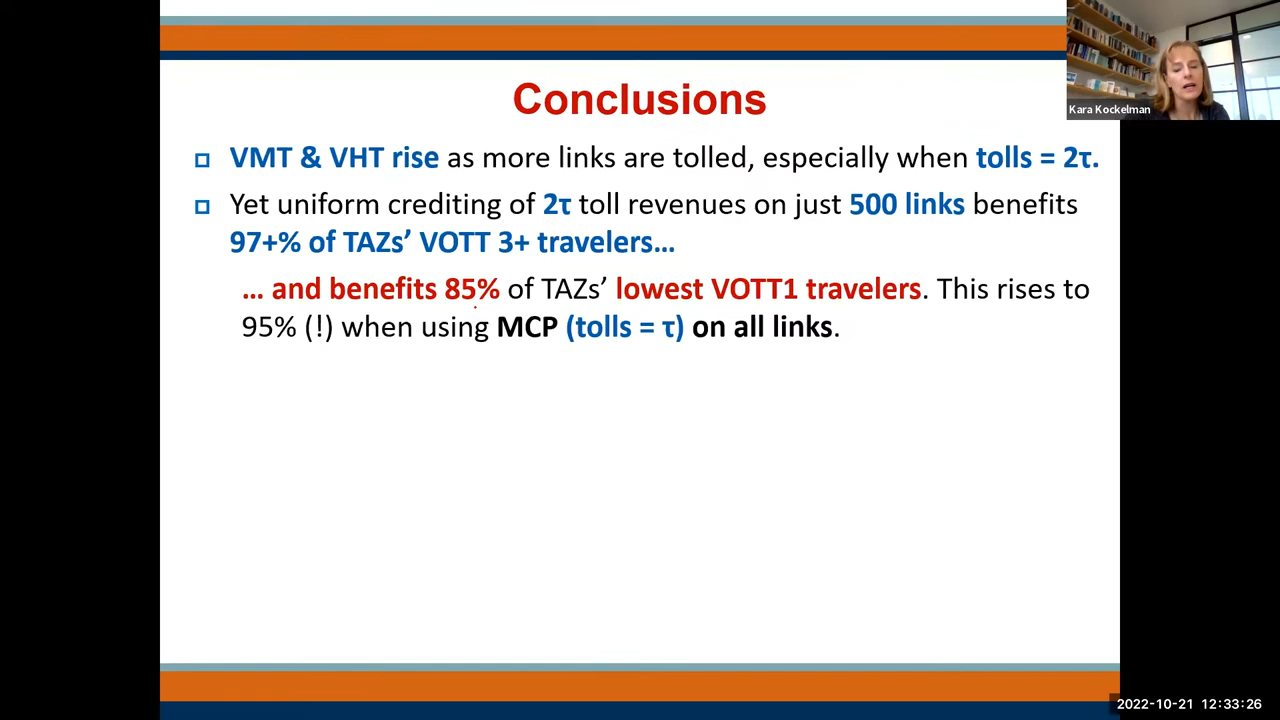 Conclusions
VMT & VHT rise as more links are tolled, especially when tolls = 2τ.
Yet uniform crediting of 2τ toll revenues on just 500 links benefits
97+% of TAZs’ VOTT 3+ travelers…
… and benefits 85% of TAZs’ lowest VOTT1 travelers. This rises to
95% (!) when using MCP (tolls = τ) on all links.
Kara Kockelman
2022-10-21 12:33:26